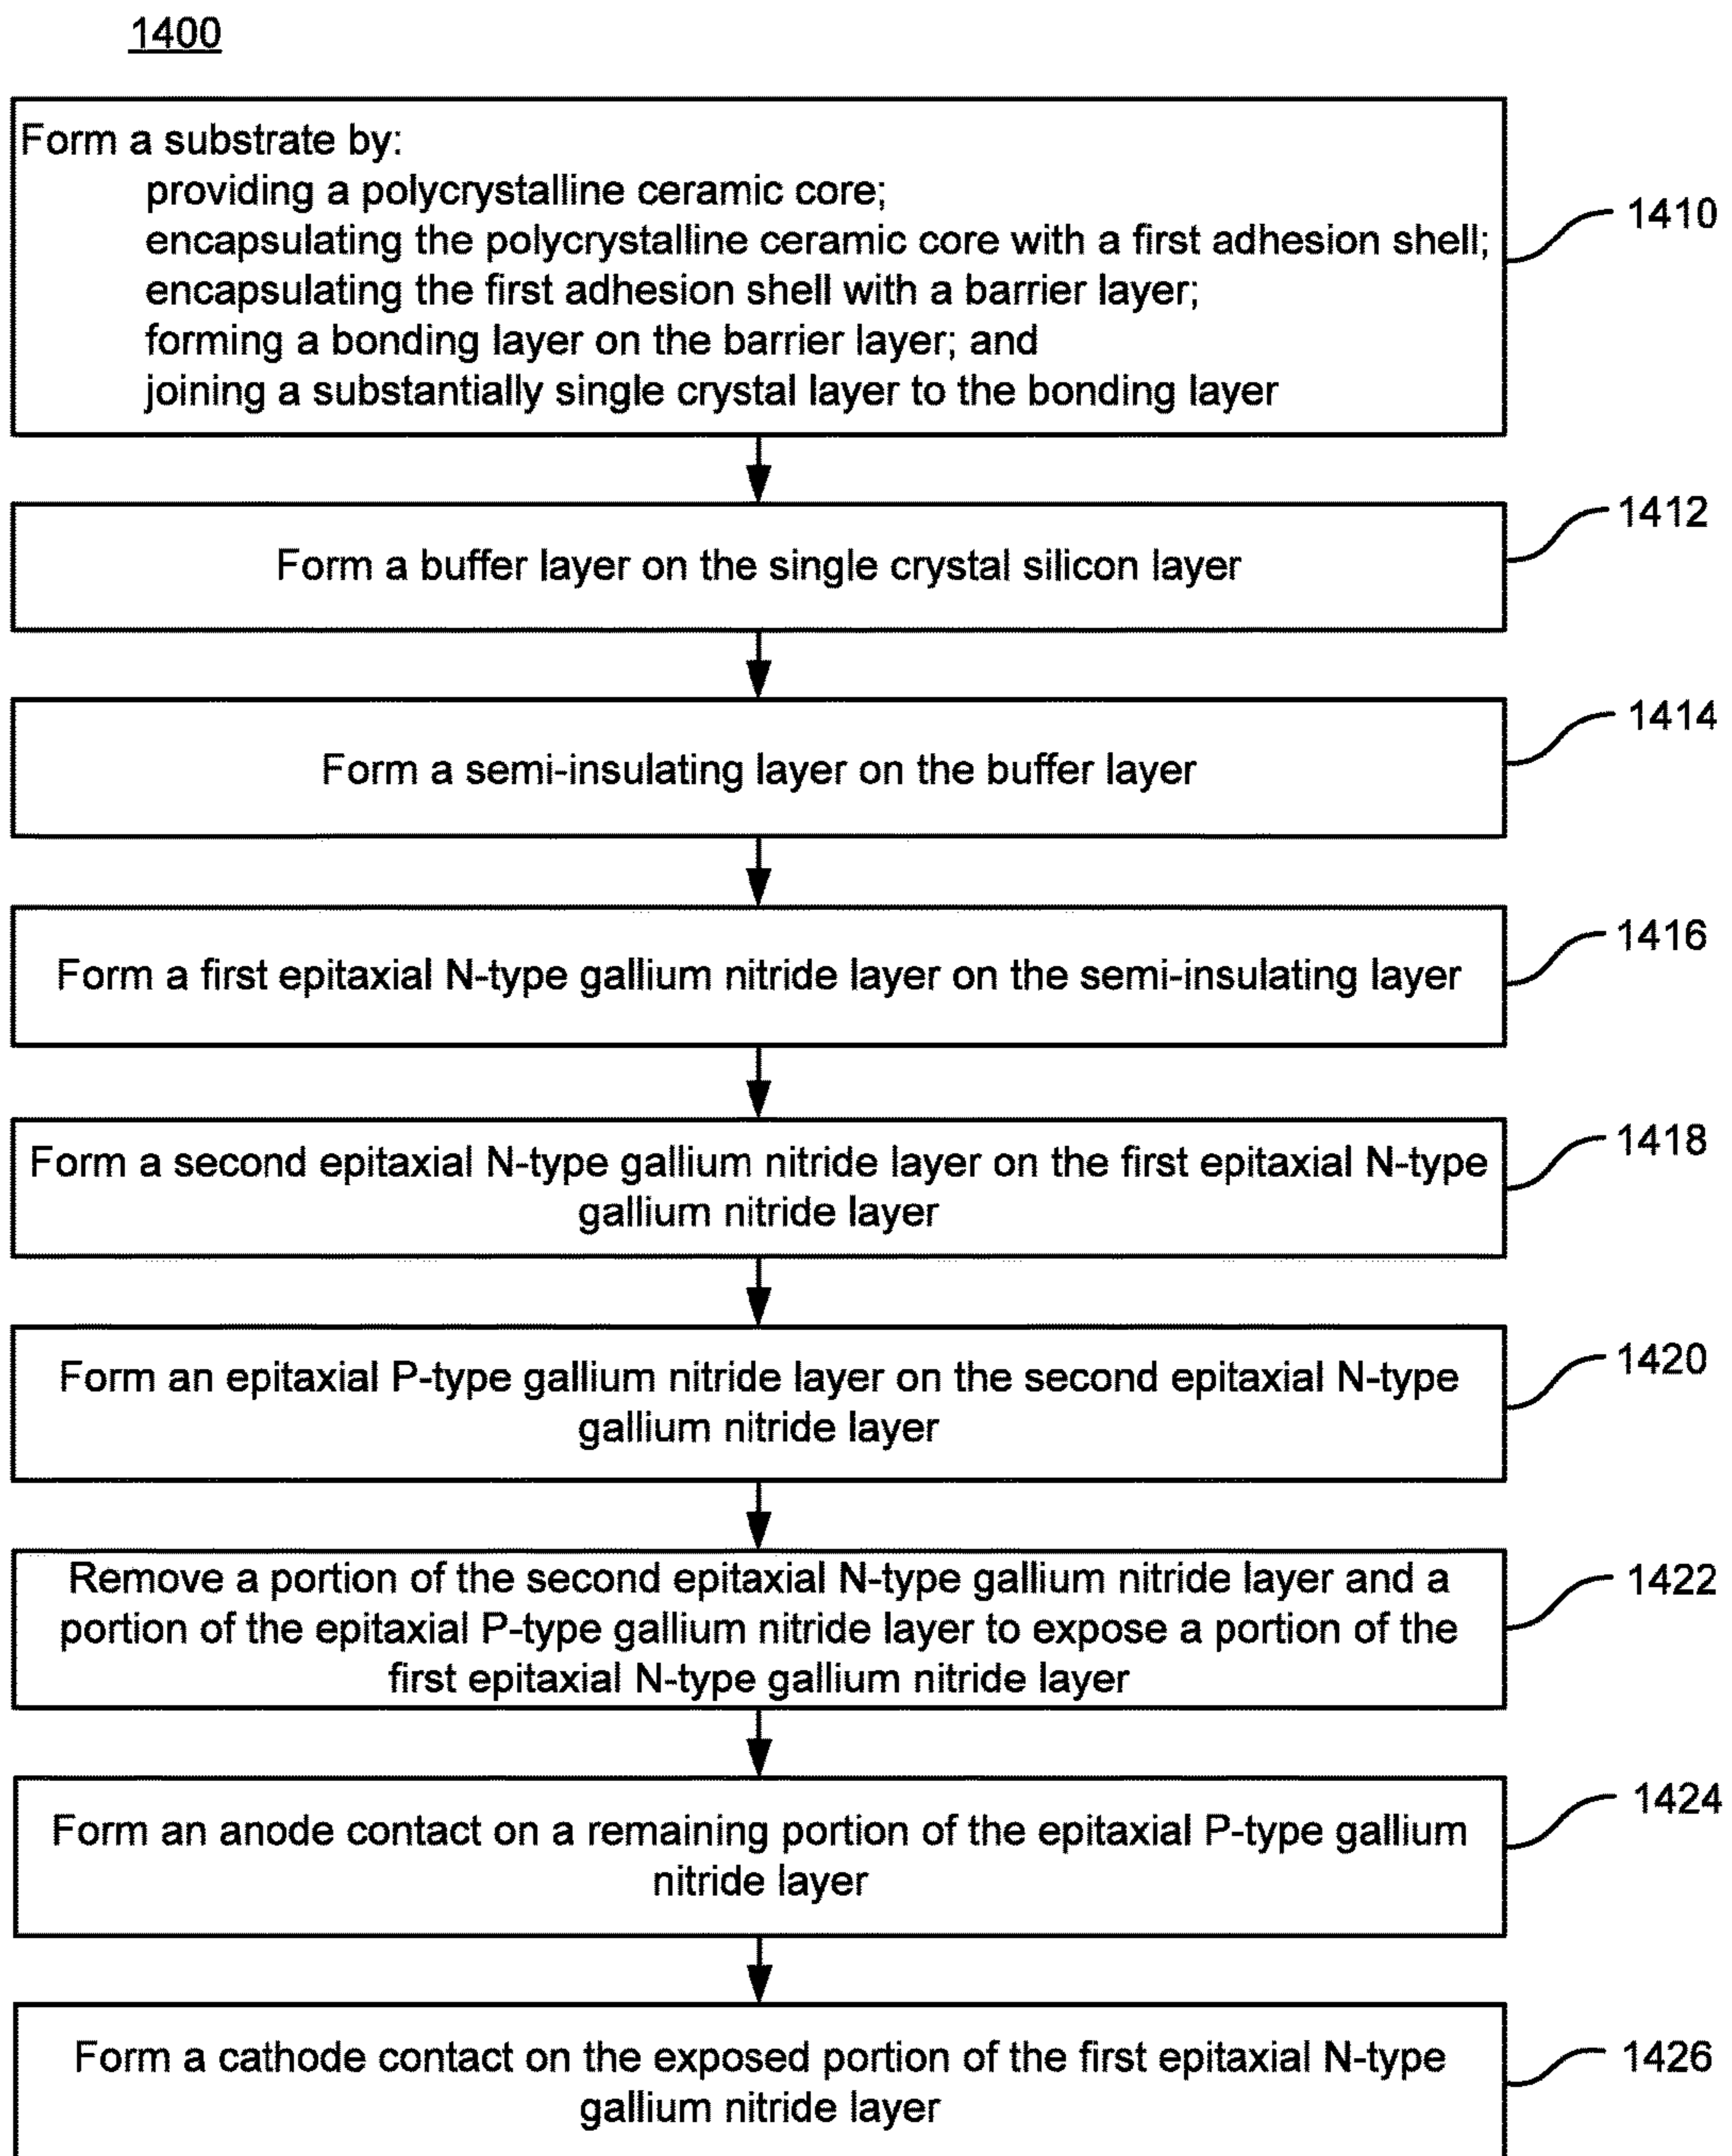 1400
Form a substrate by:
providing a polycrystalline ceramic core;
encapsulating the polycrystalline ceramic core with a first adhesion shell;
encapsulating the first adhesion shell with a barrier layer;
forming a bonding layer on the barrier layer; and
joining a substantially single crystal layer to the bonding layer
1410
Form a buffer layer on the single crystal silicon layer
1412
Form a semi-insulating layer on the buffer layer
1414
Form a first epitaxial N-type gallium nitride layer on the semi-insulating layer
1416
Form a second epitaxial N-type gallium nitride layer on the first epitaxial N-type
gallium nitride layer
1418
Form an epitaxial P-type gallium nitride layer on the second epitaxial N-type
gallium nitride layer
1420
Remove a portion of the second epitaxial N-type gallium nitride layer and a
portion of the epitaxial P-type gallium nitride layer to expose a portion of the
first epitaxial N-type gallium nitride layer
1422
Form an anode contact on a remaining portion of the epitaxial P-type gallium
nitride layer
1424
Form a cathode contact on the exposed portion of the first epitaxial N-type
gallium nitride layer
1426